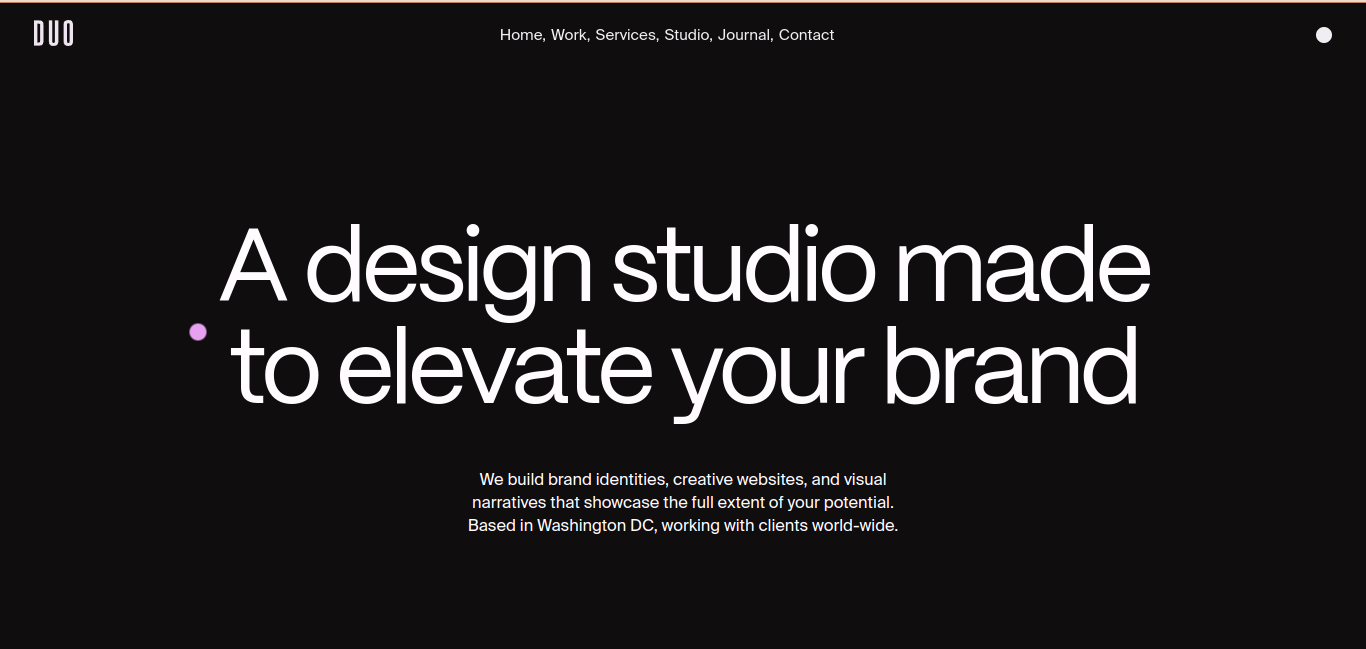 DUO
Home, Work, Services, Studio, Journal, Contact
A design studio made
to elevate your brand
We build brand identities, creative websites, and visual
narratives that showcase the full extent of your potential.
Based in Washington DC, working with clients world-wide.